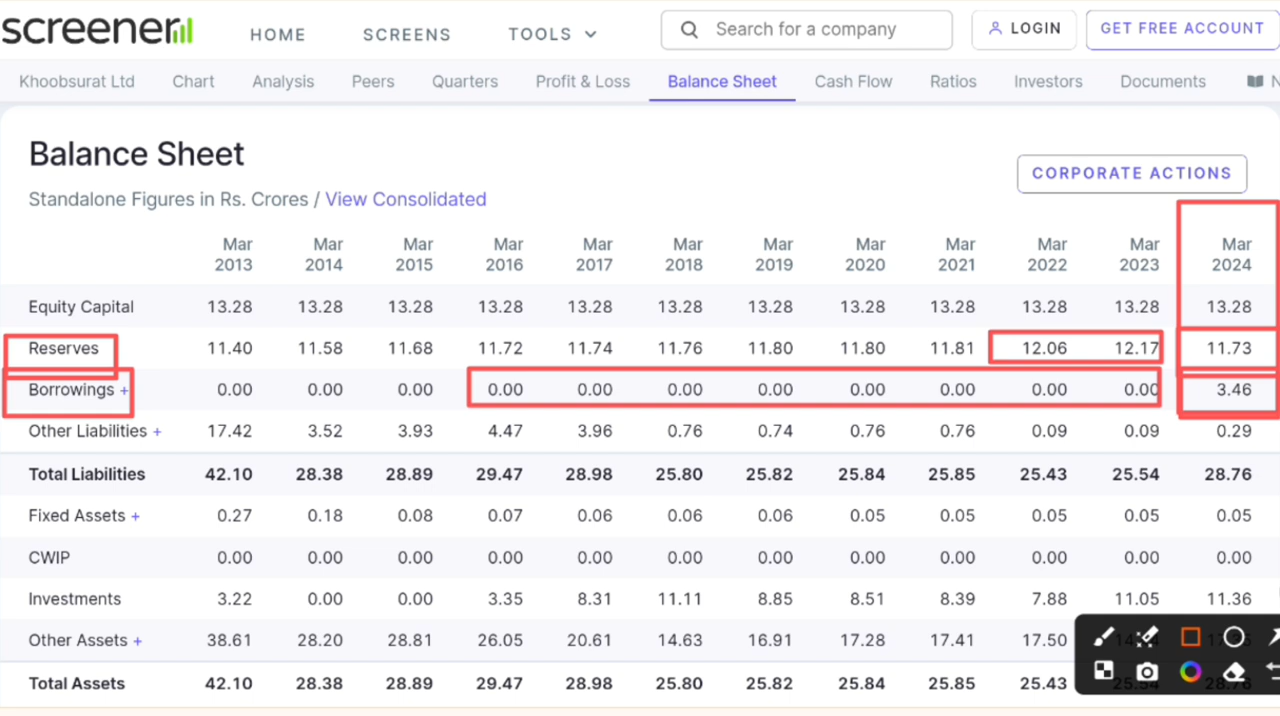 screener HOME SCREENS TOOLS Search for a company LOGIN GET FREE ACCOUNT
Khoobsurat Ltd Chart Analysis Peers Quarters Profit & Loss Balance Sheet Cash Flow Ratios Investors Documents N
Balance Sheet
CORPORATE ACTIONS
Standalone Figures in Rs. Crores / View Consolidated
Mar Mar Mar Mar Mar Mar Mar Mar Mar Mar Mar Mar
2013 2014 2015 2016 2017 2018 2019 2020 2021 2022 2023 2024
Equity Capital 13.28 13.28 13.28 13.28 13.28 13.28 13.28 13.28 13.28 13.28 13.28 13.28
Reserves 11.40 11.58 11.68 11.72 11.74 11.76 11.80 11.80 11.81 12.06 12.17 11.73
Borrowings + 0.00 0.00 0.00 0.00 0.00 0.00 0.00 0.00 0.00 0.00 0.00 3.46
Other Liabilities + 17.42 3.52 3.93 4.47 3.96 0.76 0.74 0.76 0.76 0.09 0.09 0.29
Total Liabilities 42.10 28.38 28.89 29.47 28.98 25.80 25.82 25.84 25.85 25.43 25.54 28.76
Fixed Assets + 0.27 0.18 0.08 0.07 0.06 0.06 0.06 0.05 0.05 0.05 0.05 0.05
CWIP 0.00 0.00 0.00 0.00 0.00 0.00 0.00 0.00 0.00 0.00 0.00 0.00
Investments 3.22 0.00 0.00 3.35 8.31 11.11 8.85 8.51 8.39 7.88 11.05 11.36
Other Assets + 38.61 28.20 28.81 26.05 20.61 14.63 16.91 17.28 17.41 17.50
Total Assets 42.10 28.38 28.89 29.47 28.98 25.80 25.82 25.84 25.85 25.43 25.54 28.76